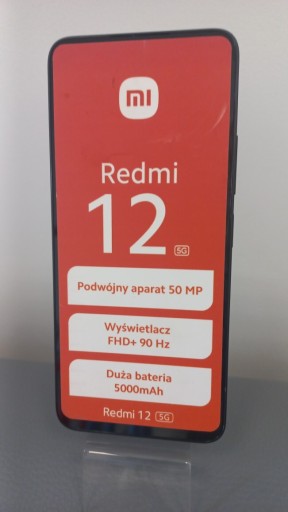 mi
Redmi
12 5G
Podwójny aparat 50 MP
Wyświetlacz
FHD+ 90 Hz
Duża bateria
5000mAh
Redmi 12 5G